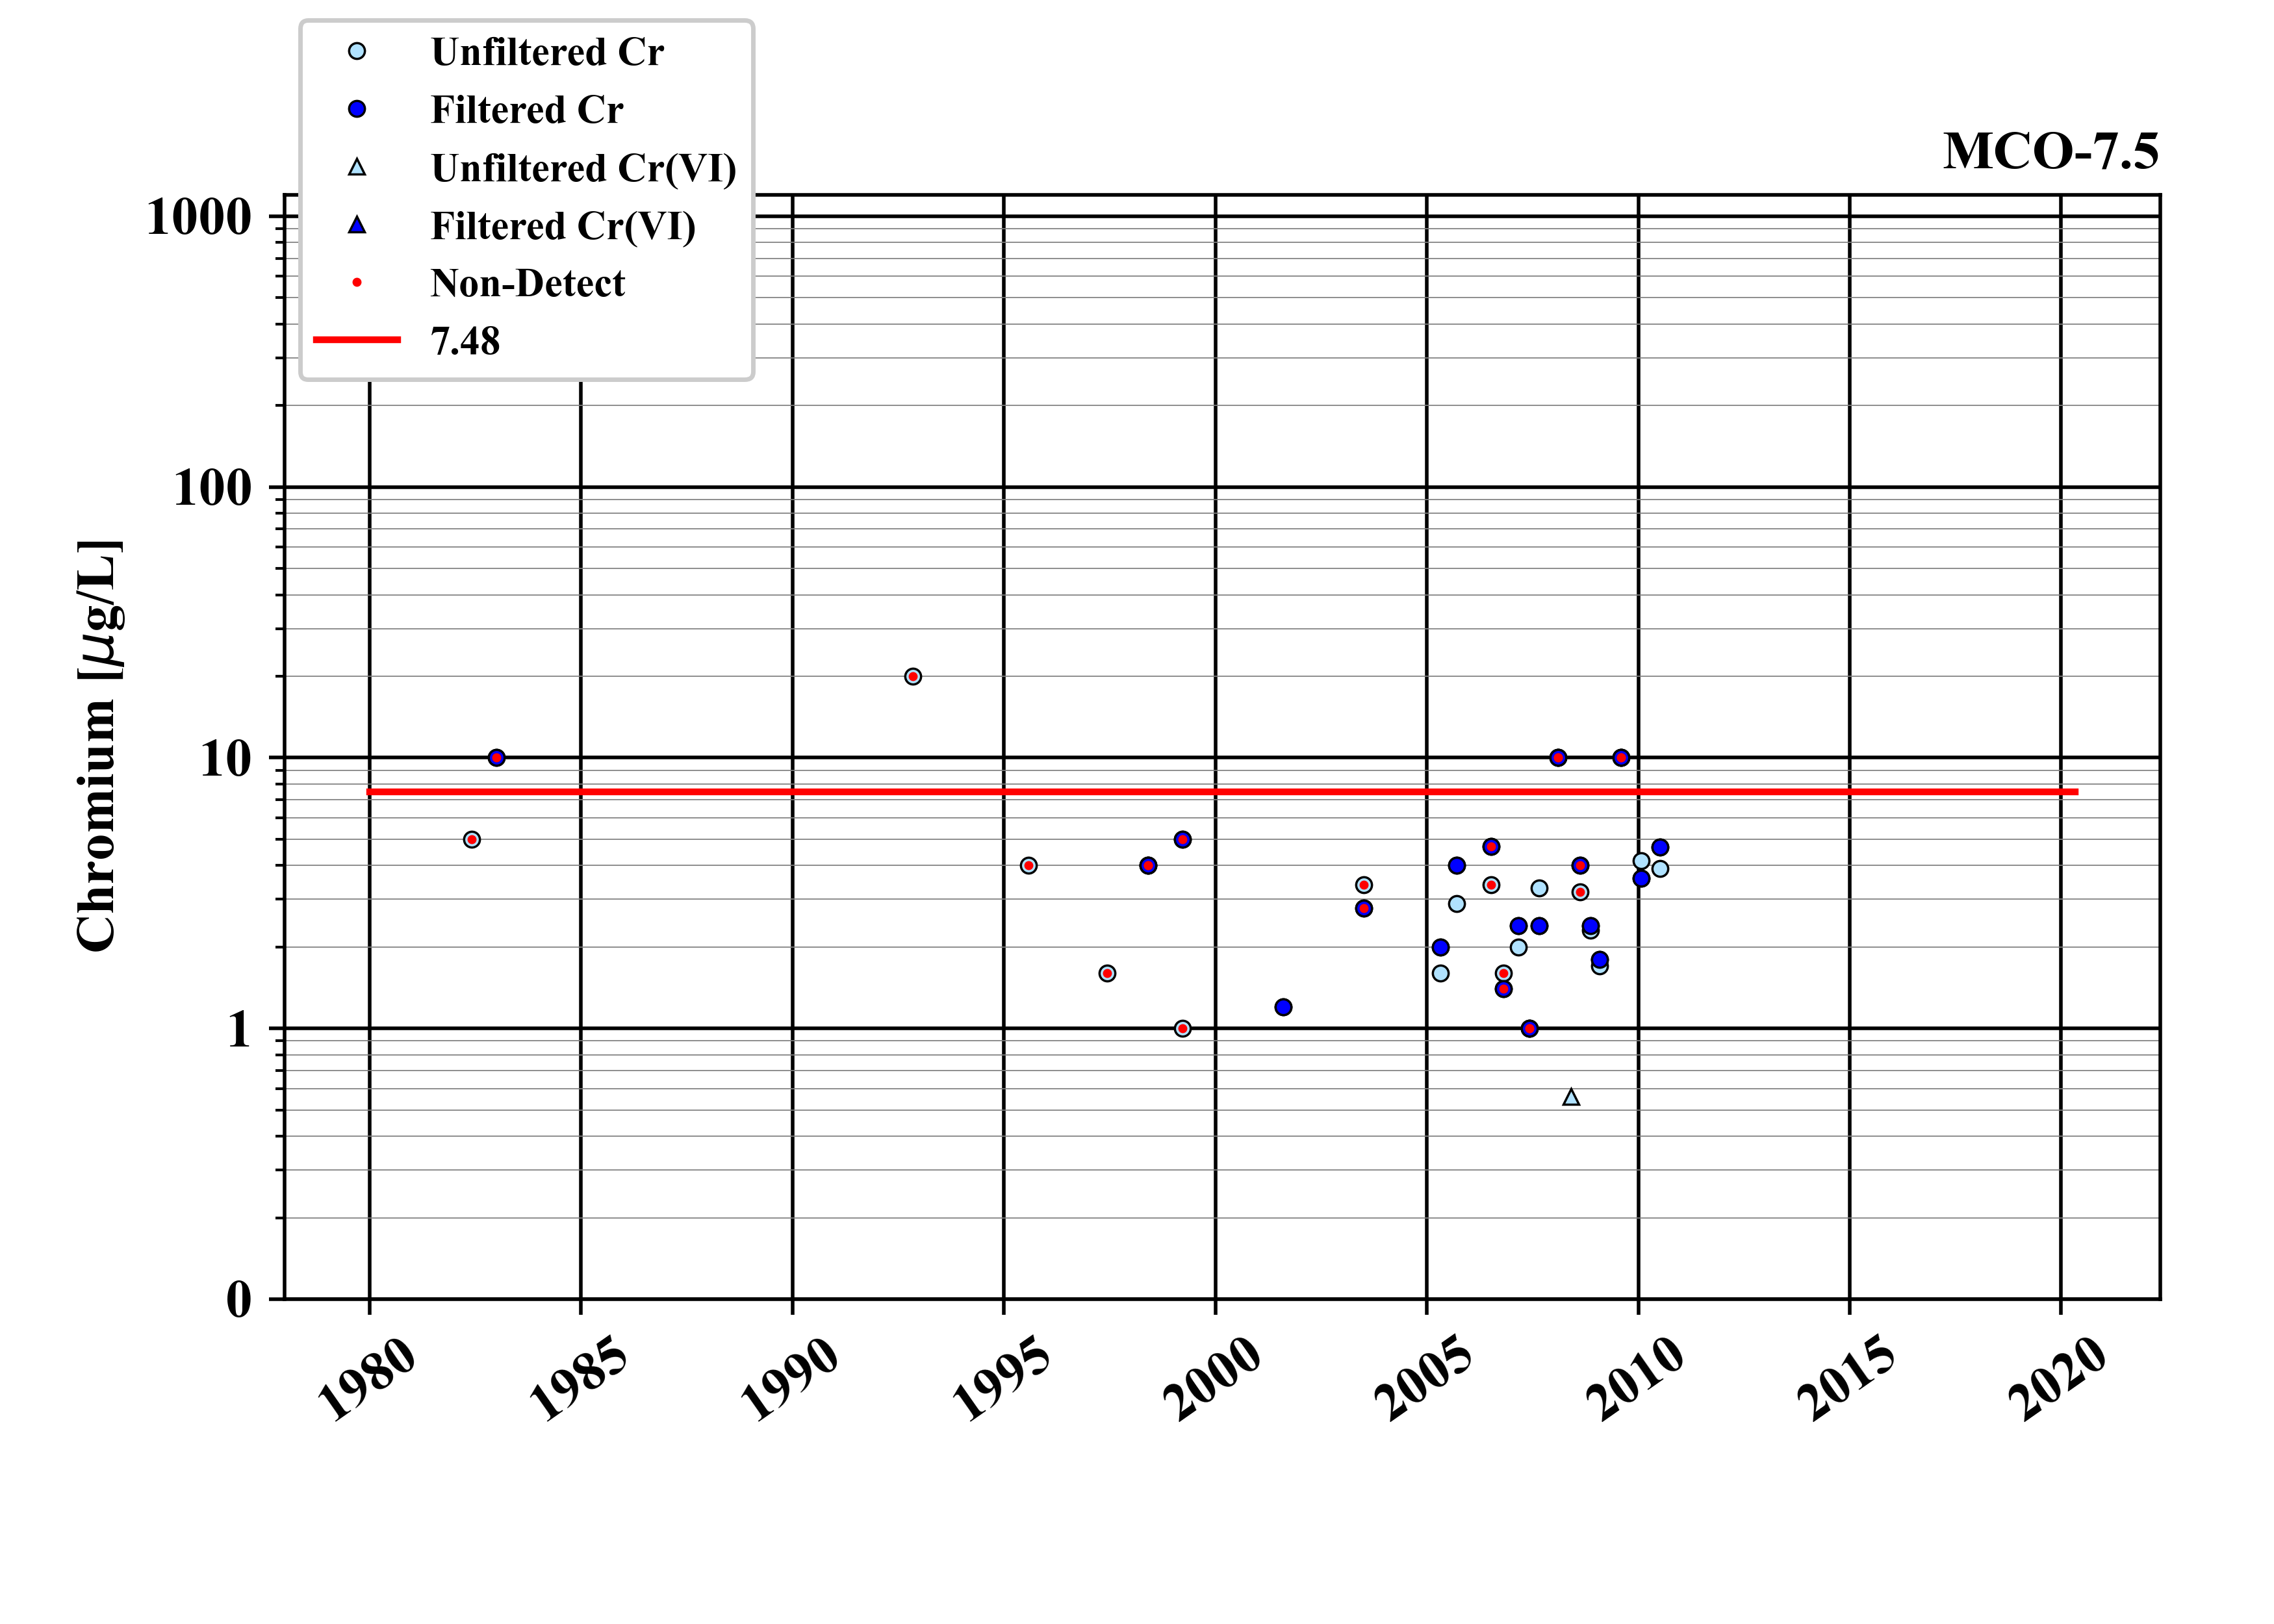 Unfiltered Cr
Filtered Cr
Unfiltered Cr(VI)
Filtered Cr(VI)
Non-Detect
7.48
MCO-7.5
1000
100
10
1
0
Chromium [μg/L]
1980 1985 1990 1995 2000 2005 2010 2015 2020